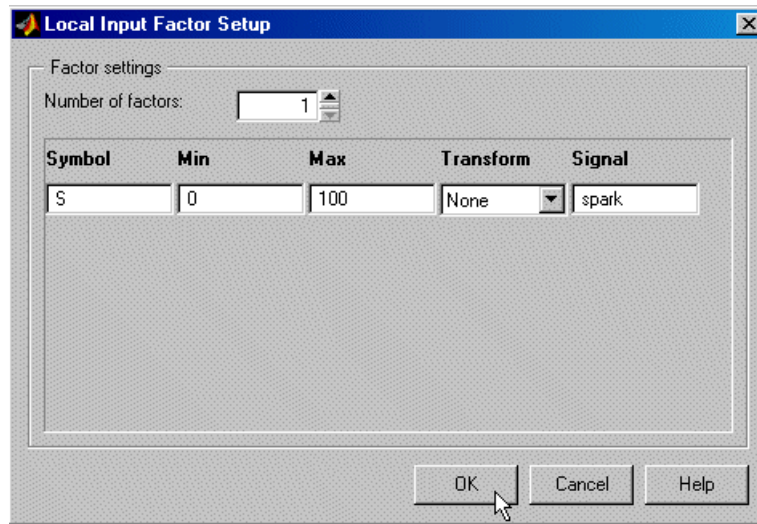 Local Input Factor Setup
Factor settings
Number of factors: 1
Symbol Min Max Transform Signal
S 0 100 None spark
OK Cancel Help